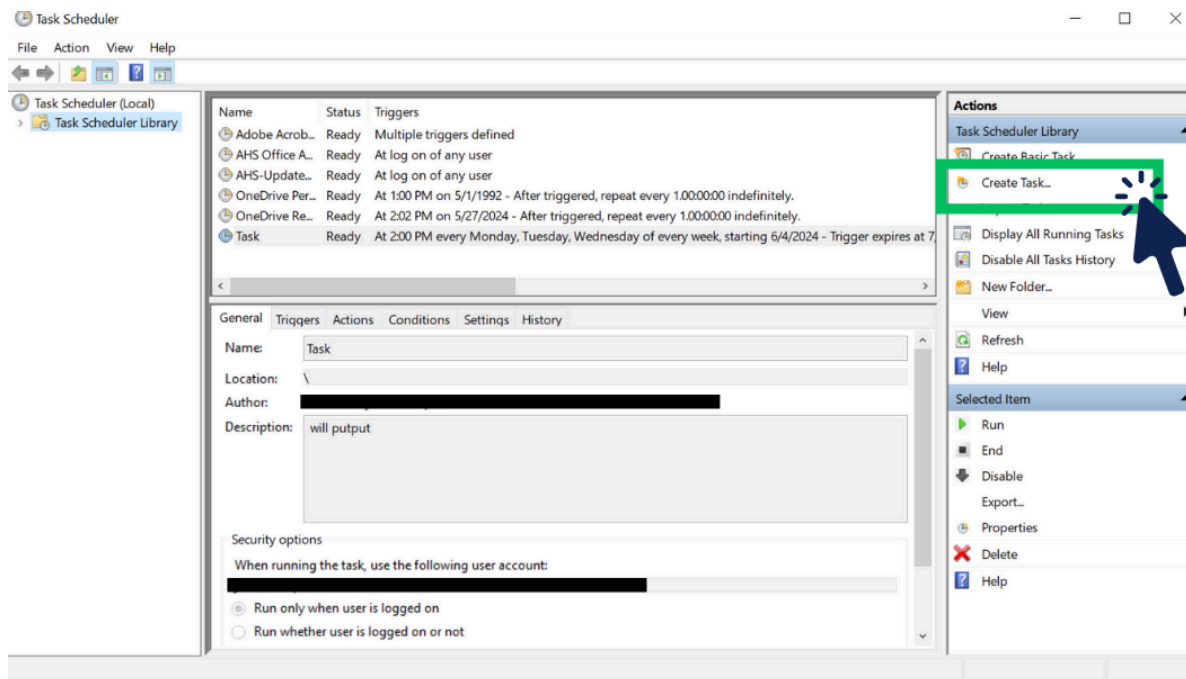 Task Scheduler
File Action View Help
Task Scheduler (Local)
Task Scheduler Library
Name Status Triggers
Adobe Acrob... Ready Multiple triggers defined
AHS Office A... Ready At log on of any user
AHS-Update... Ready At log on of any user
OneDrive Per... Ready At 1:00 PM on 5/1/1992 - After triggered, repeat every 1.00:00:00 indefinitely.
OneDrive Re... Ready At 2:02 PM on 5/27/2024 - After triggered, repeat every 1.00:00:00 indefinitely.
Task Ready At 2:00 PM every Monday, Tuesday, Wednesday of every week, starting 6/4/2024 - Trigger expires at 7
General Triggers Actions Conditions Settings History
Name: Task
Location: \
Author:
Description: will putput
Security options
When running the task, use the following user account:
Run only when user is logged on
Run whether user is logged on or not
Actions
Task Scheduler Library
Create Basic Task
Create Task...
Display All Running Tasks
Disable All Tasks History
New Folder...
View
Refresh
Help
Selected Item
Run
End
Disable
Export...
Properties
Delete
Help